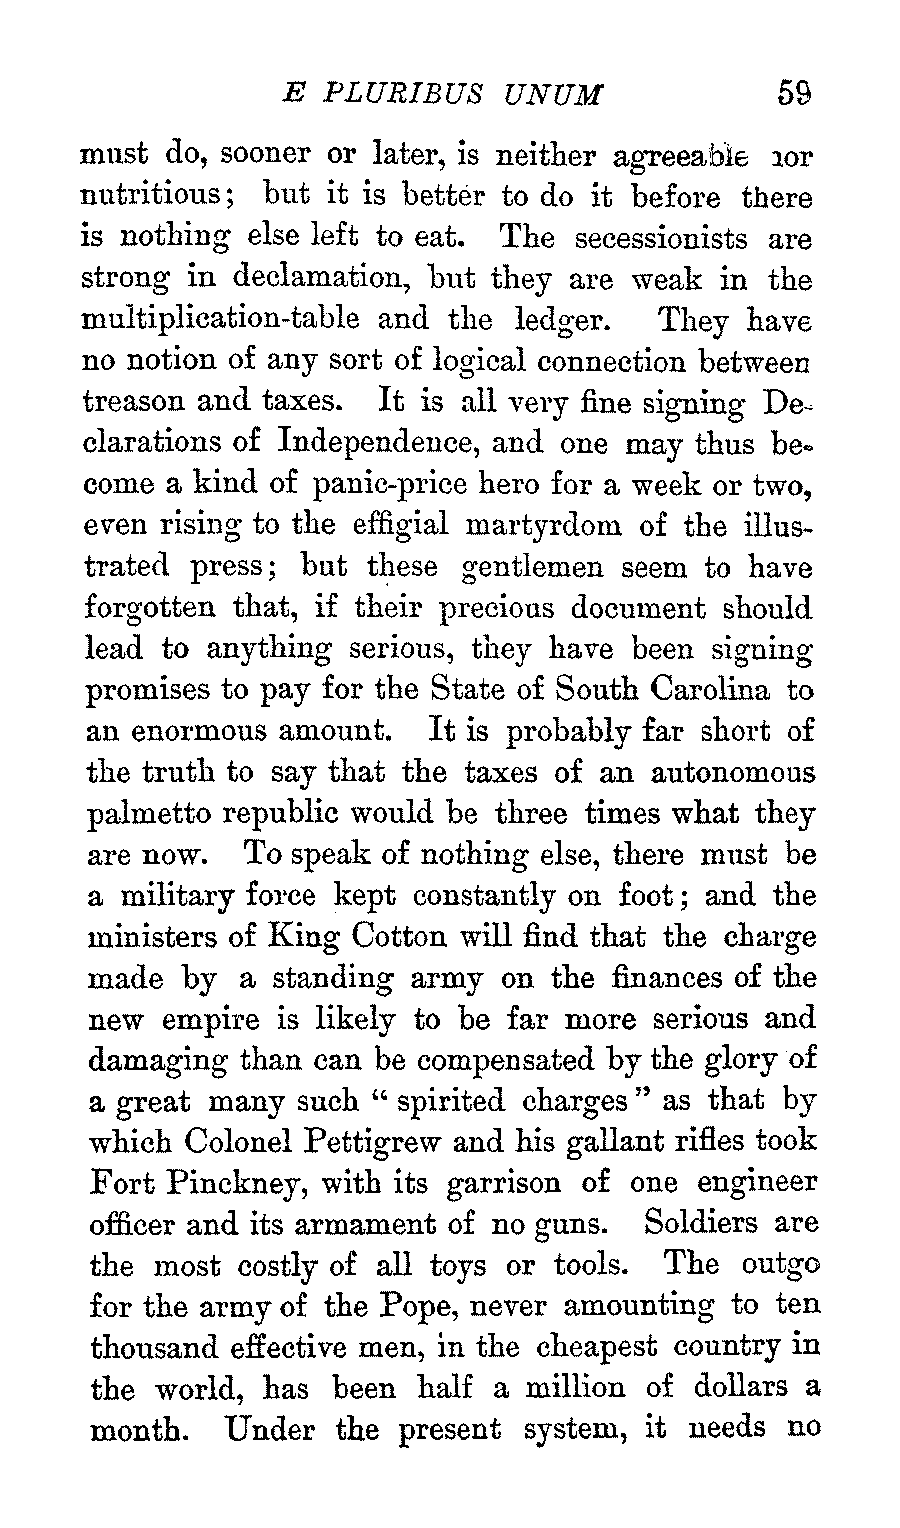 E PLURIBUS UNUM 59
must do, sooner or later, is neither agreeable nor
nutritious; but it is better to do it before there
is nothing else left to eat. The secessionists are
strong in declamation, but they are weak in the
multiplication-table and the ledger. They have
no notion of any sort of logical connection between
treason and taxes. It is all very fine signing De-
clarations of Independence, and one may thus be-
come a kind of panic-price hero for a week or two,
even rising to the effigial martyrdom of the illus-
trated press; but these gentlemen seem to have
forgotten that, if their precious document should
lead to anything serious, they have been signing
promises to pay for the State of South Carolina to
an enormous amount. It is probably far short of
the truth to say that the taxes of an autonomous
palmetto republic would be three times what they
are now. To speak of nothing else, there must be
a military force kept constantly on foot; and the
ministers of King Cotton will find that the charge
made by a standing army on the finances of the
new empire is likely to be far more serious and
damaging than can be compensated by the glory of
a great many such “spirited charges” as that by
which Colonel Pettigrew and his gallant rifles took
Fort Pinckney, with its garrison of one engineer
officer and its armament of no guns. Soldiers are
the most costly of all toys or tools. The outgo
for the army of the Pope, never amounting to ten
thousand effective men, in the cheapest country in
the world, has been half a million of dollars a
month. Under the present system, it needs no